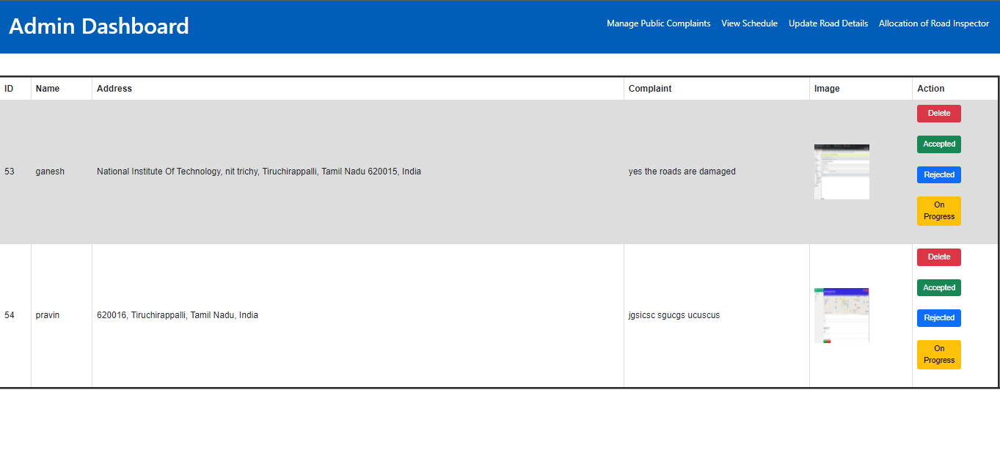 Admin Dashboard
Manage Public Complaints View Schedule Update Road Details Allocation of Road Inspector
ID Name Address Complaint Image Action
Delete
Accepted
53 ganesh National Institute Of Technology, nit trichy, Tiruchirappalli, Tamil Nadu 620015, India yes the roads are damaged
Rejected
On
Progress
Delete
Accepted
54 pravin 620016, Tiruchirappalli, Tamil Nadu, India jgsicsc sgucgs ucuscus
Rejected
On
Progress